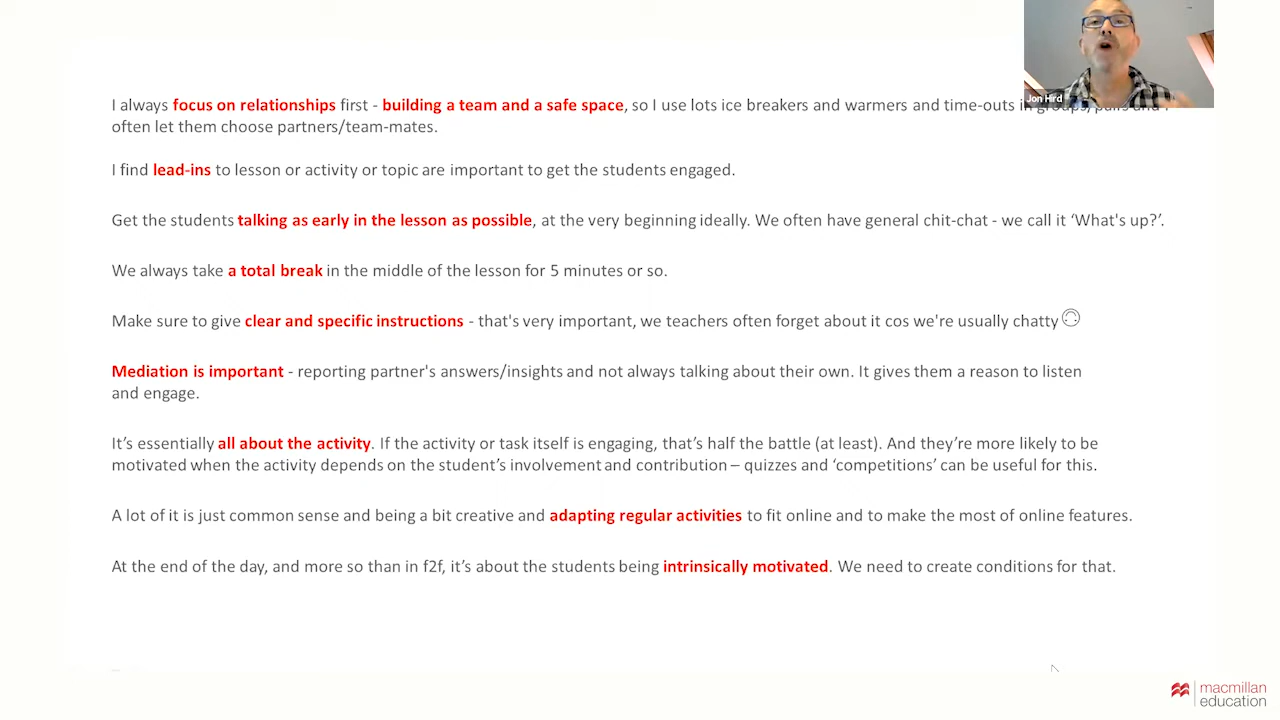 I always focus on relationships first - building a team and a safe space, so I use lots ice breakers and warmers and time-outs in groups/pairs and I
often let them choose partners/team-mates.
I find lead-ins to lesson or activity or topic are important to get the students engaged.
Get the students talking as early in the lesson as possible, at the very beginning ideally. We often have general chit-chat - we call it ‘What's up?’.
We always take a total break in the middle of the lesson for 5 minutes or so.
Make sure to give clear and specific instructions - that's very important, we teachers often forget about it cos we're usually chatty
Mediation is important - reporting partner's answers/insights and not always talking about their own. It gives them a reason to listen
and engage.
It’s essentially all about the activity. If the activity or task itself is engaging, that’s half the battle (at least). And they’re more likely to be
motivated when the activity depends on the student’s involvement and contribution – quizzes and ‘competitions’ can be useful for this.
A lot of it is just common sense and being a bit creative and adapting regular activities to fit online and to make the most of online features.
At the end of the day, and more so than in f2f, it’s about the students being intrinsically motivated. We need to create conditions for that.
Jon Hird
macmillan
education